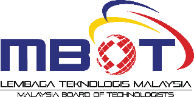 MBOT
LEMBAGA TEKNOLOGIS MALAYSIA
MALAYSIA BOARD OF TECHNOLOGISTS